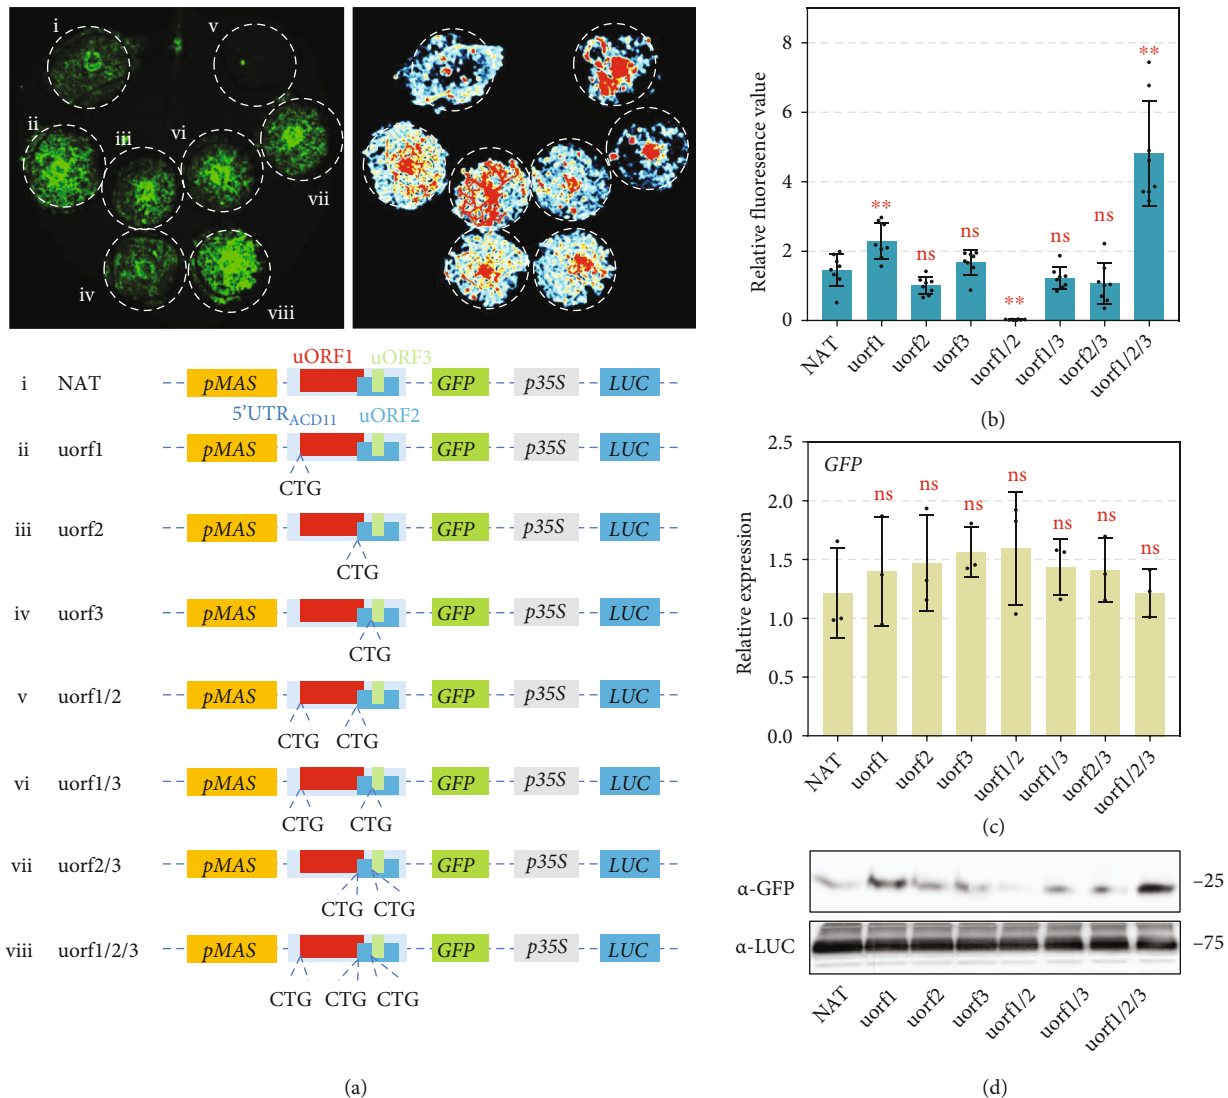 i
v
ii
iii
vi
vii
iv
viii
uORF1
uORF3
i NAT pMAS GFP p35S LUC
5'UTR ACD11 uORF2
ii uorf1 pMAS GFP p35S LUC
CTG
iii uorf2 pMAS GFP p35S LUC
CTG
iv uorf3 pMAS GFP p35S LUC
CTG
v uorf1/2 pMAS GFP p35S LUC
CTG CTG
vi uorf1/3 pMAS GFP p35S LUC
CTG CTG
vii uorf2/3 pMAS GFP p35S LUC
CTG CTG
viii uorf1/2/3 pMAS GFP p35S LUC
CTG CTG CTG
(a)
Relative fluoresence value
8
6
4
2
0
** ns ns ** ns ns **
NAT uorf1 uorf2 uorf3 uorf1/2 uorf1/3 uorf2/3 uorf1/2/3
(b)
Relative expression
2.5
2.0
1.5
1.0
0.5
0.0
GFP
ns ns ns ns ns ns ns
NAT uorf1 uorf2 uorf3 uorf1/2 uorf1/3 uorf2/3 uorf1/2/3
(c)
α-GFP –25
α-LUC –75
NAT uorf1 uorf2 uorf3 uorf1/2 uorf1/3 uorf1/2/3
(d)